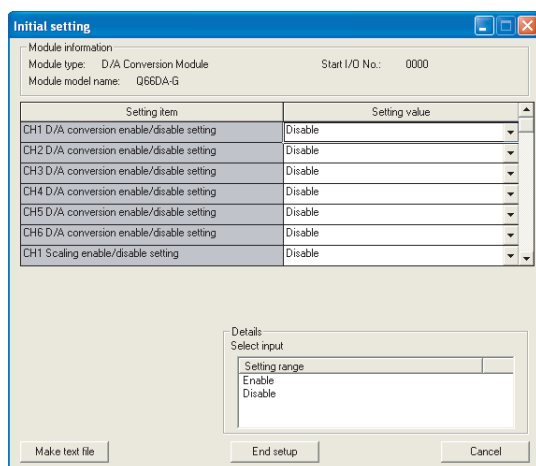 Initial setting
Module information
Module type: D/A Conversion Module Start I/O No.: 0000
Module model name: Q66DA-G
Setting item Setting value
CH1 D/A conversion enable/disable setting Disable
CH2 D/A conversion enable/disable setting Disable
CH3 D/A conversion enable/disable setting Disable
CH4 D/A conversion enable/disable setting Disable
CH5 D/A conversion enable/disable setting Disable
CH6 D/A conversion enable/disable setting Disable
CH1 Scaling enable/disable setting Disable
Details
Select input
Setting range
Enable
Disable
Make text file End setup Cancel